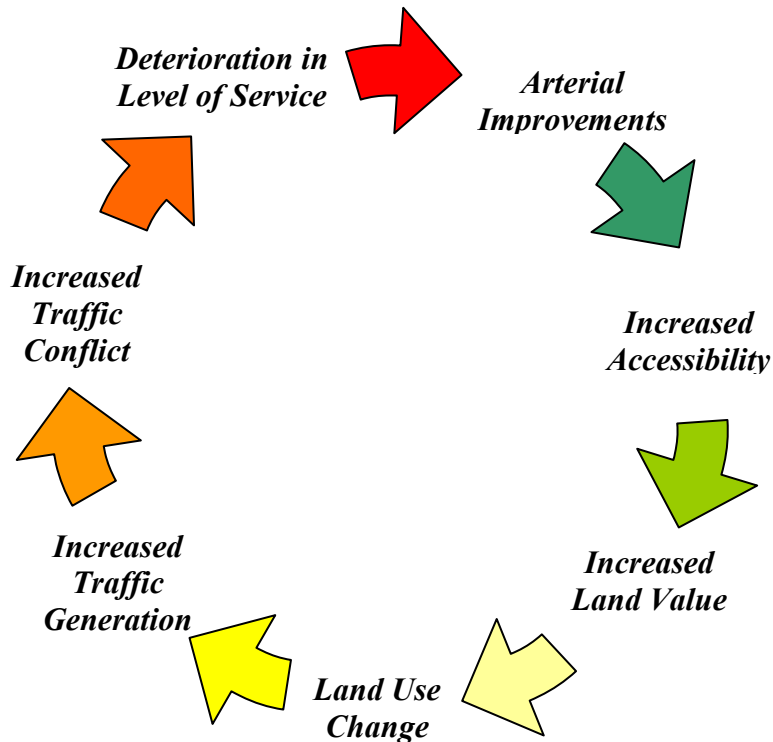 Deterioration in
Level of Service
Arterial
Improvements
Increased
Accessibility
Increased
Land Value
Land Use
Change
Increased
Traffic
Generation
Increased
Traffic
Conflict